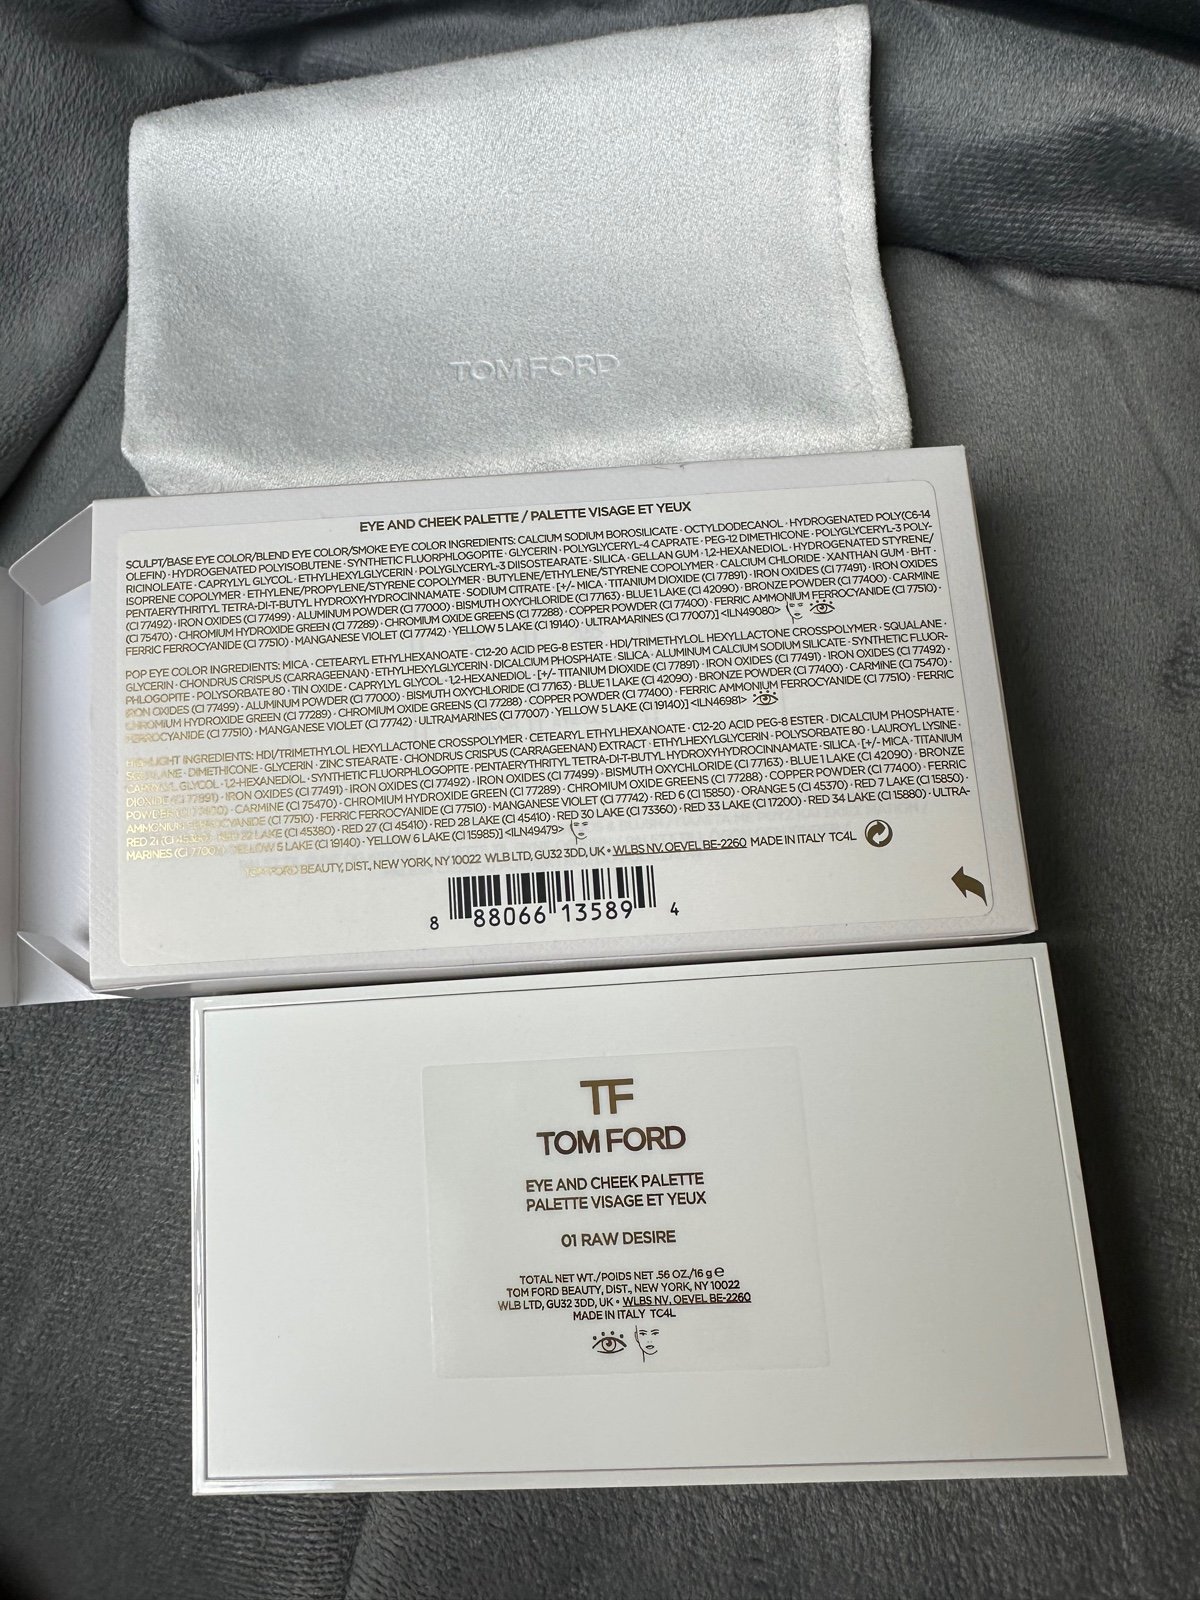 TOM FORD
EYE AND CHEEK PALETTE / PALETTE VISAGE ET YEUX
SCULPT/BASE EYE COLOR/BLEND EYE COLOR/SMOKE EYE COLOR INGREDIENTS: CALCIUM SODIUM BOROSILICATE · OCTYLDODECANOL · HYDROGENATED POLY(C6-14
OLEFIN) · HYDROGENATED POLYISOBUTENE · SYNTHETIC FLUORPHLOGOPITE · GLYCERIN · POLYGLYCERYL-4 CAPRATE · PEG-12 DIMETHICONE · POLYGLYCERYL-3 POLY-
RICINOLEATE · CAPRYLYL GLYCOL · ETHYLHEXYLGLYCERIN · POLYGLYCERYL-3 DIISOSTEARATE · SILICA · GELLAN GUM · 1,2-HEXANEDIOL · HYDROGENATED STYRENE/
ISOPRENE COPOLYMER · ETHYLENE/PROPYLENE/STYRENE COPOLYMER · BUTYLENE/ETHYLENE/STYRENE COPOLYMER · CALCIUM CHLORIDE · XANTHAN GUM · BHT ·
PENTAERYTHRITYL TETRA-DI-T-BUTYL HYDROXYHYDROCINNAMATE · SODIUM CITRATE · [+/- MICA · TITANIUM DIOXIDE (CI 77891) · IRON OXIDES (CI 77491) · IRON OXIDES
(CI 77492) · IRON OXIDES (CI 77499) · ALUMINUM POWDER (CI 77000) · BISMUTH OXYCHLORIDE (CI 77163) · BLUE 1 LAKE (CI 42090) · BRONZE POWDER (CI 77400) · CARMINE
(CI 75470) · CHROMIUM HYDROXIDE GREEN (CI 77289) · CHROMIUM OXIDE GREENS (CI 77288) · COPPER POWDER (CI 77400) · FERRIC AMMONIUM FERROCYANIDE (CI 77510) ·
FERRIC FERROCYANIDE (CI 77510) · MANGANESE VIOLET (CI 77742) · YELLOW 5 LAKE (CI 19140) · ULTRAMARINES (CI 77007)] <ILN49080>
POP EYE COLOR INGREDIENTS: MICA · CETEARYL ETHYLHEXANOATE · C12-20 ACID PEG-8 ESTER · HDI/TRIMETHYLOL HEXYLLACTONE CROSSPOLYMER · SQUALANE ·
GLYCERIN · CHONDRUS CRISPUS (CARRAGEENAN) · ETHYLHEXYLGLYCERIN · DICALCIUM PHOSPHATE · SILICA · ALUMINUM CALCIUM SODIUM SILICATE · SYNTHETIC FLUOR-
PHLOGOPITE · POLYSORBATE 80 · TIN OXIDE · CAPRYLYL GLYCOL · 1,2-HEXANEDIOL · [+/- TITANIUM DIOXIDE (CI 77891) · IRON OXIDES (CI 77491) · IRON OXIDES (CI 77492) ·
IRON OXIDES (CI 77499) · ALUMINUM POWDER (CI 77000) · BISMUTH OXYCHLORIDE (CI 77163) · BLUE 1 LAKE (CI 42090) · BRONZE POWDER (CI 77400) · CARMINE (CI 75470) ·
CHROMIUM HYDROXIDE GREEN (CI 77289) · CHROMIUM OXIDE GREENS (CI 77288) · COPPER POWDER (CI 77400) · FERRIC AMMONIUM FERROCYANIDE (CI 77510) · FERRIC
FERROCYANIDE (CI 77510) · MANGANESE VIOLET (CI 77742) · ULTRAMARINES (CI 77007) · YELLOW 5 LAKE (CI 19140)] <ILN46981>
HIGHLIGHT INGREDIENTS: HDI/TRIMETHYLOL HEXYLLACTONE CROSSPOLYMER · CETEARYL ETHYLHEXANOATE · C12-20 ACID PEG-8 ESTER · DICALCIUM PHOSPHATE ·
SQUALANE · DIMETHICONE · GLYCERIN · ZINC STEARATE · CHONDRUS CRISPUS (CARRAGEENAN) EXTRACT · ETHYLHEXYLGLYCERIN · POLYSORBATE 80 · LAUROYL LYSINE ·
CAPRYLYL GLYCOL · 1,2-HEXANEDIOL · SYNTHETIC FLUORPHLOGOPITE · PENTAERYTHRITYL TETRA-DI-T-BUTYL HYDROXYHYDROCINNAMATE · SILICA · [+/- MICA · TITANIUM
DIOXIDE (CI 77891) · IRON OXIDES (CI 77491) · IRON OXIDES (CI 77492) · IRON OXIDES (CI 77499) · BISMUTH OXYCHLORIDE (CI 77163) · BLUE 1 LAKE (CI 42090) · BRONZE
POWDER (CI 77400) · CARMINE (CI 75470) · CHROMIUM HYDROXIDE GREEN (CI 77289) · CHROMIUM OXIDE GREENS (CI 77288) · COPPER POWDER (CI 77400) · FERRIC
AMMONIUM FERROCYANIDE (CI 77510) · FERRIC FERROCYANIDE (CI 77510) · MANGANESE VIOLET (CI 77742) · RED 6 (CI 15850) · ORANGE 5 (CI 45370) · RED 7 LAKE (CI 15850) ·
RED 21 (CI 45380) · RED 22 LAKE (CI 45380) · RED 27 (CI 45410) · RED 28 LAKE (CI 45410) · RED 30 LAKE (CI 73360) · RED 33 LAKE (CI 17200) · RED 34 LAKE (CI 15880) · ULTRA-
MARINES (CI 77007) · YELLOW 5 LAKE (CI 19140) · YELLOW 6 LAKE (CI 15985)] <ILN49479>
TOM FORD BEAUTY, DIST., NEW YORK, NY 10022 WLB LTD, GU32 3DD, UK • WLBS NV, OEVEL BE-2260 MADE IN ITALY TC4L
8 88066 13589 4
TF
TOM FORD
EYE AND CHEEK PALETTE
PALETTE VISAGE ET YEUX
01 RAW DESIRE
TOTAL NET WT./POIDS NET .56 OZ./16 g e
TOM FORD BEAUTY, DIST., NEW YORK, NY 10022
WLB LTD, GU32 3DD, UK • WLBS NV, OEVEL BE-2260
MADE IN ITALY TC4L